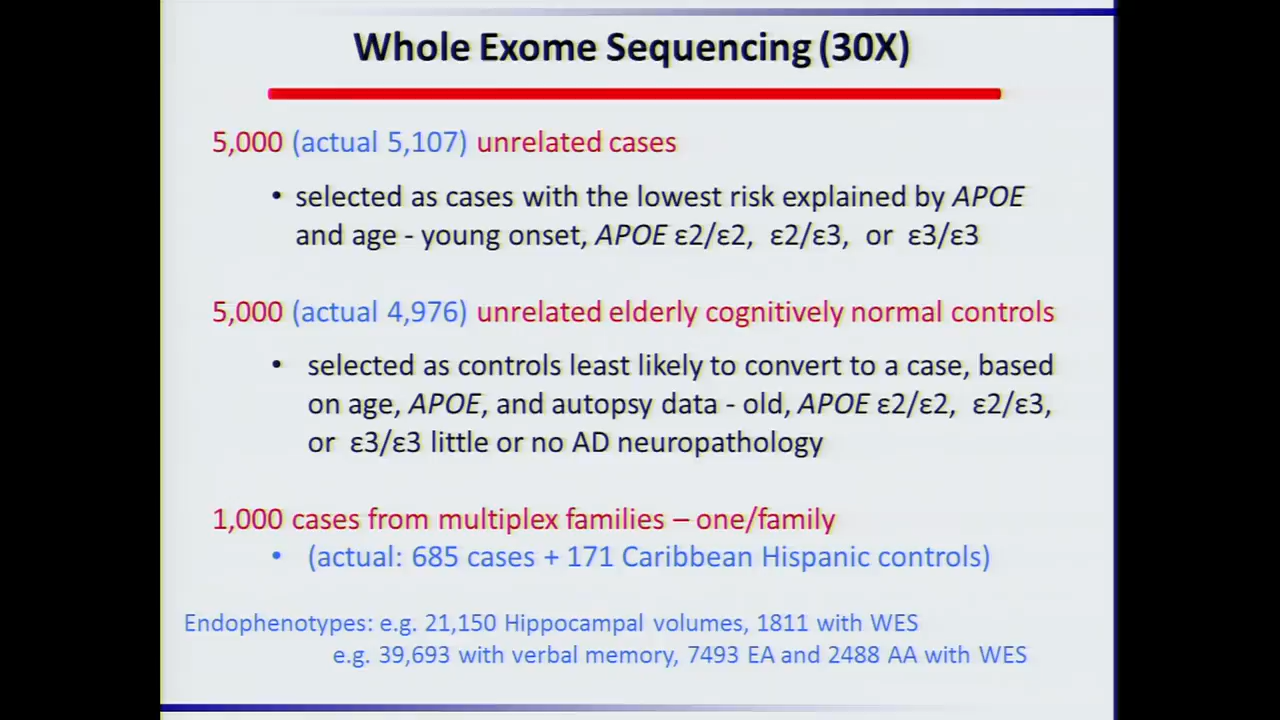 Whole Exome Sequencing (30X)
5,000 (actual 5,107) unrelated cases
• selected as cases with the lowest risk explained by APOE
and age - young onset, APOE ε2/ε2, ε2/ε3, or ε3/ε3
5,000 (actual 4,976) unrelated elderly cognitively normal controls
• selected as controls least likely to convert to a case, based
on age, APOE, and autopsy data - old, APOE ε2/ε2, ε2/ε3,
or ε3/ε3 little or no AD neuropathology
1,000 cases from multiplex families – one/family
• (actual: 685 cases + 171 Caribbean Hispanic controls)
Endophenotypes: e.g. 21,150 Hippocampal volumes, 1811 with WES
e.g. 39,693 with verbal memory, 7493 EA and 2488 AA with WES